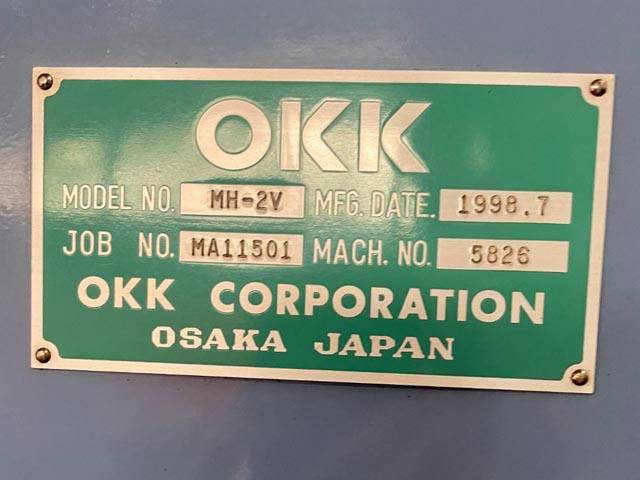 OKK
MODEL NO. MH-2V MFG. DATE. 1998.7
JOB NO. MA11501 MACH. NO. 5826
OKK CORPORATION
OSAKA JAPAN